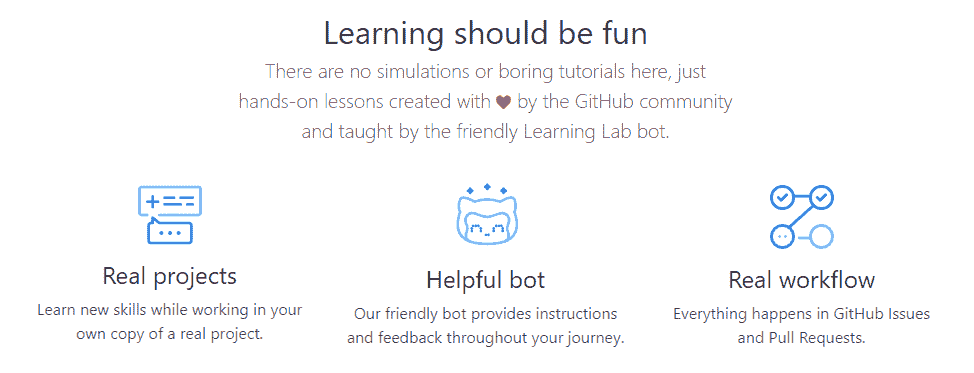 Learning should be fun
There are no simulations or boring tutorials here, just
hands-on lessons created with by the GitHub community
and taught by the friendly Learning Lab bot.
Real projects
Learn new skills while working in your
own copy of a real project.
Helpful bot
Our friendly bot provides instructions
and feedback throughout your journey.
Real workflow
Everything happens in GitHub Issues
and Pull Requests.